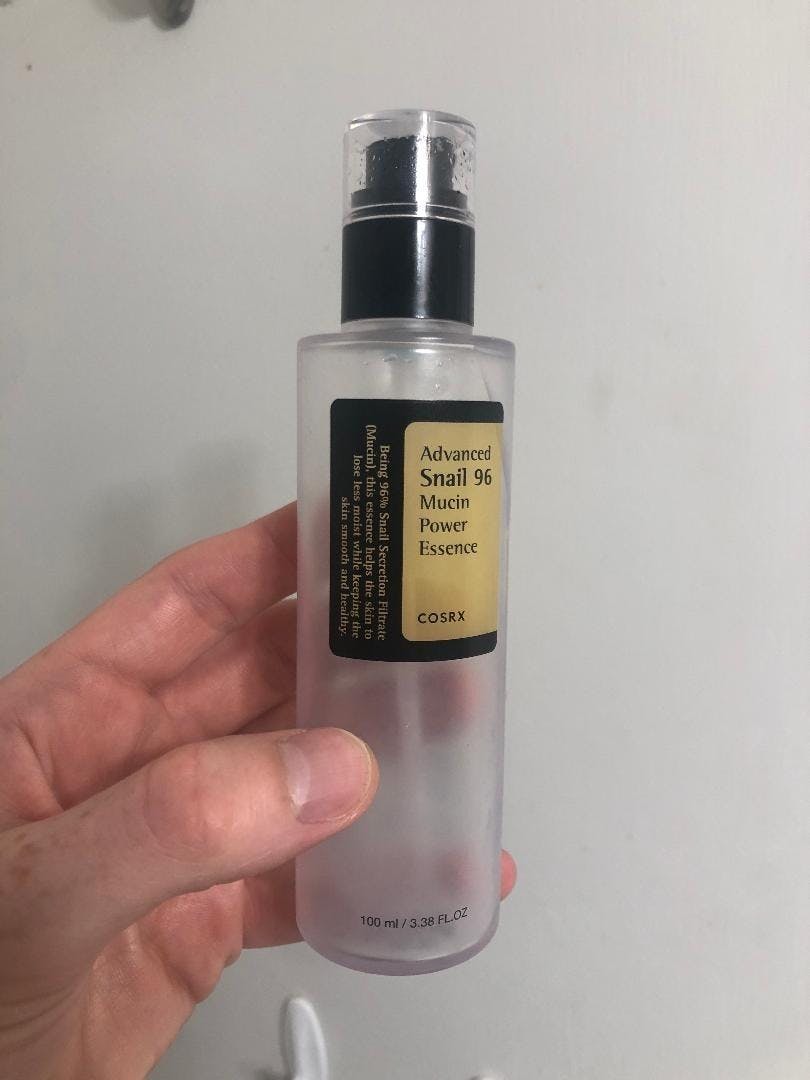 Advanced
Snail 96
Mucin
Power
Essence
COSRX
Being 96% Snail Secretion Filtrate
(Mucin), this essence helps the skin to
lose less moist while keeping the
skin smooth and healthy.
100 ml / 3.38 FL.OZ